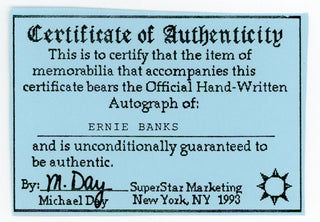 Certificate of Authenticity
This is to certify that the item of
memorabilia that accompanies this
certificate bears the Official Hand-Written
Autograph of:
ERNIE BANKS
and is unconditionally guaranteed to
be authentic.
By: M. Day SuperStar Marketing
Michael Day New York, NY 1993